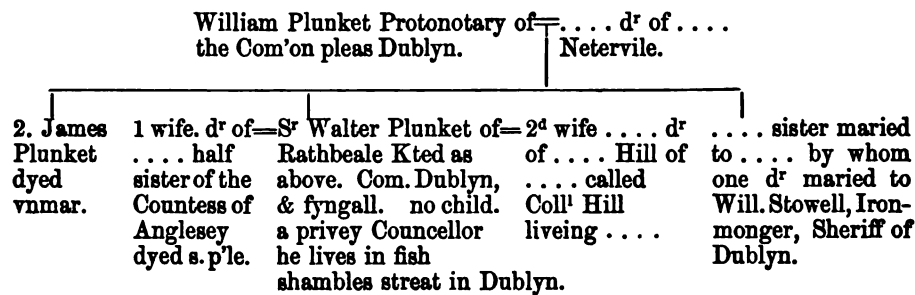 William Plunket Protonotary of = . . . . dʳ of . . . .
the Com'on pleas Dublyn. Netervile.
2. James
Plunket
dyed
vnmar.
1 wife. dʳ of=
. . . . half
sister of the
Countess of
Anglesey
dyed s.p'le.
Sʳ Walter Plunket of=
Rathbeale Kted as
above. Com. Dublyn,
& fyngall. no child.
a privey Councellor
he lives in fish
shambles streat in Dublyn.
2ᵈ wife . . . . dʳ
of . . . . Hill of
. . . . called
Collˡ Hill
liveing . . . .
. . . . sister maried
to . . . . by whom
one dʳ maried to
Will. Stowell, Iron-
monger, Sheriff of
Dublyn.